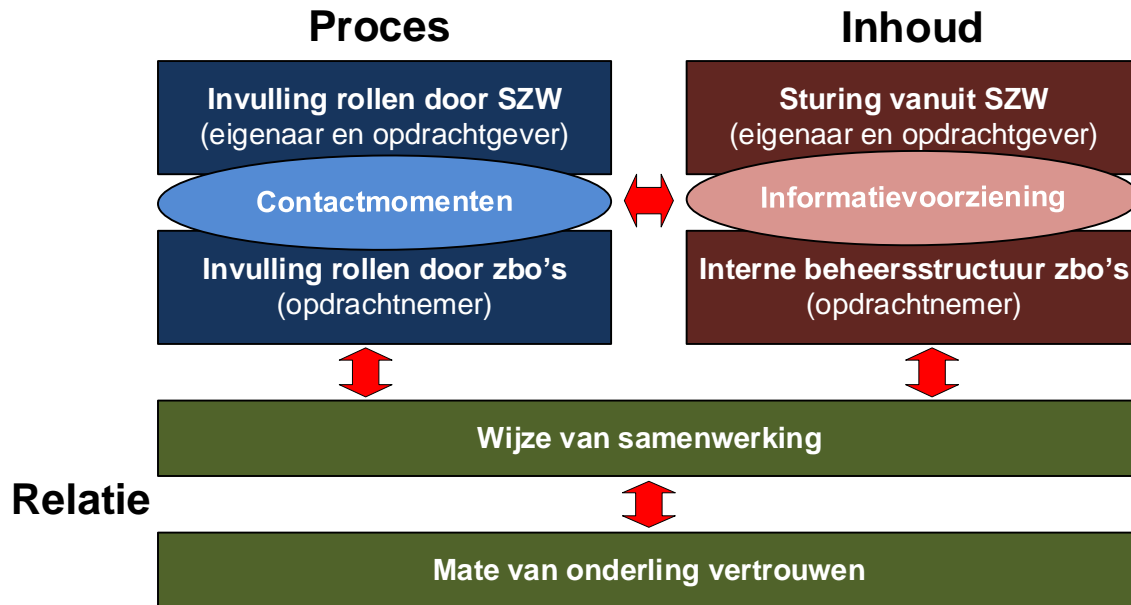 Proces
Invulling rollen door SZW
(eigenaar en opdrachtgever)
Contactmomenten
Invulling rollen door zbo’s
(opdrachtnemer)
Inhoud
Sturing vanuit SZW
(eigenaar en opdrachtgever)
Informatievoorziening
Interne beheersstructuur zbo’s
(opdrachtnemer)
Relatie
Wijze van samenwerking
Mate van onderling vertrouwen